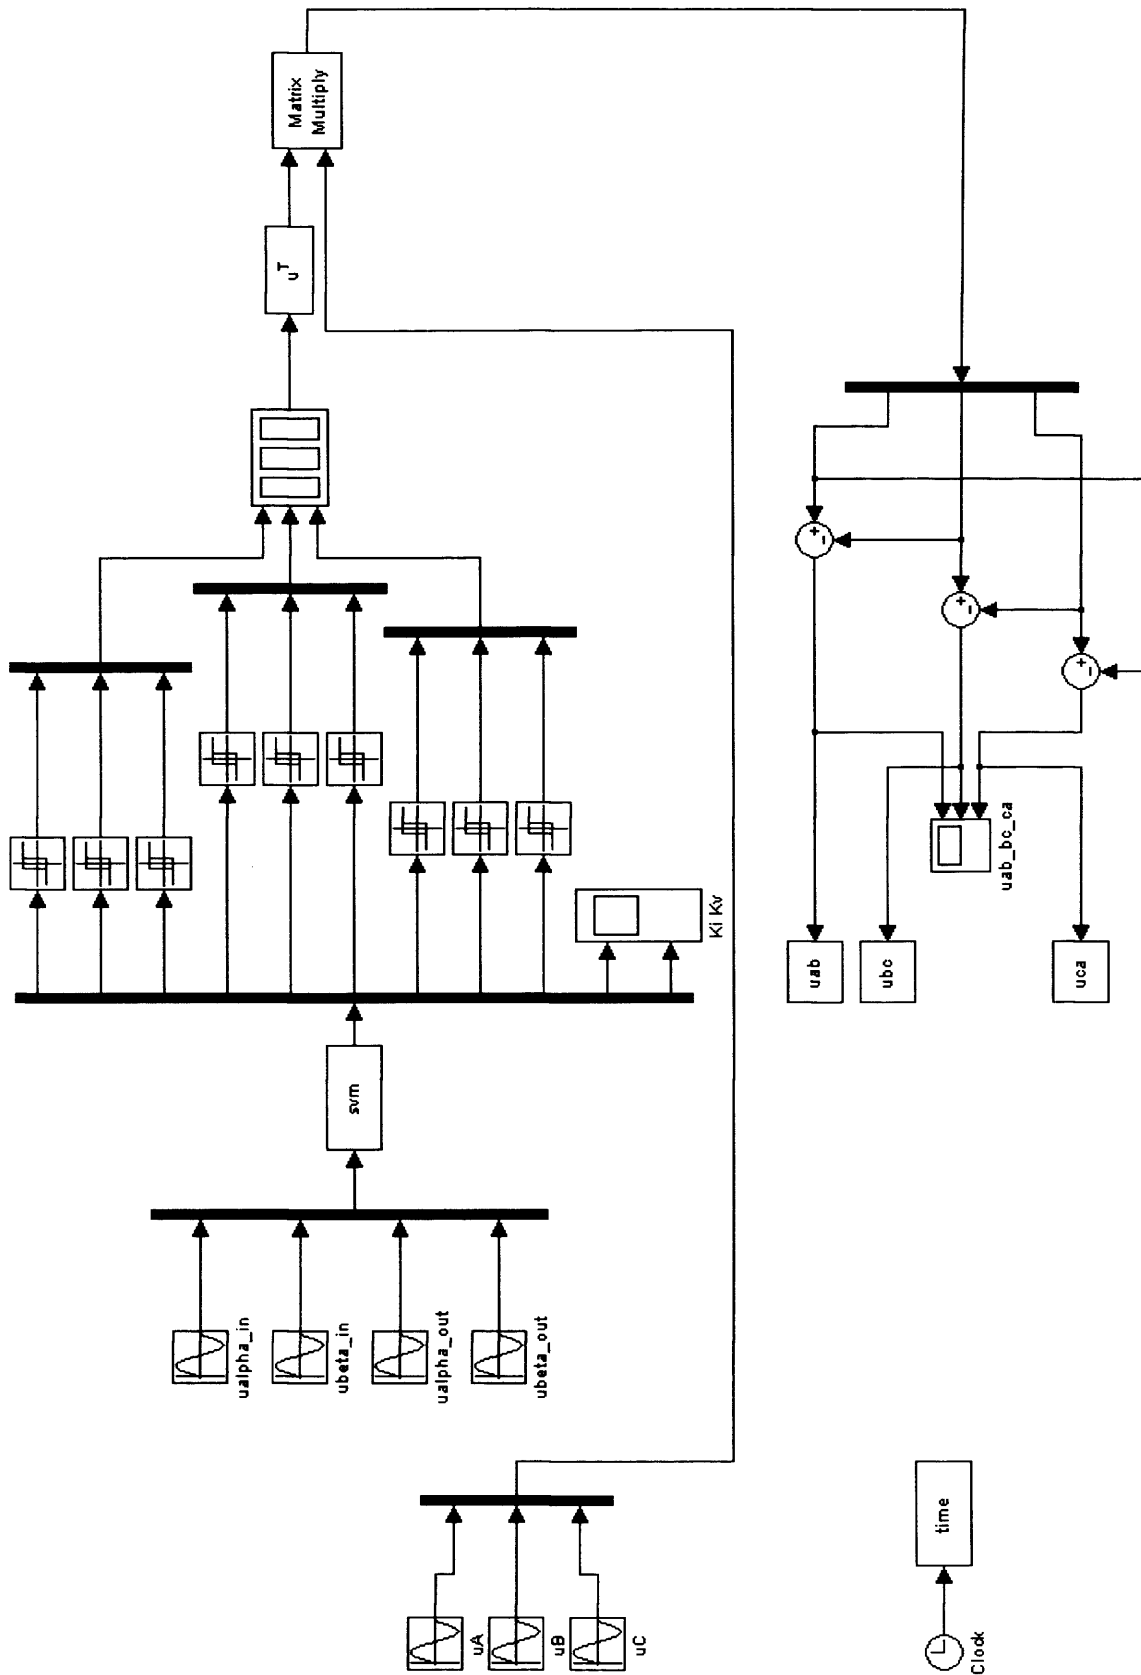 uA
uB
uC
ualpha_in
ubeta_in
ualpha_out
ubeta_out
svm
Ki Kv
u^T
Matrix
Multiply
Clock
time
uab
ubc
uca
uab_bc_ca
+
-
+
-
+
-